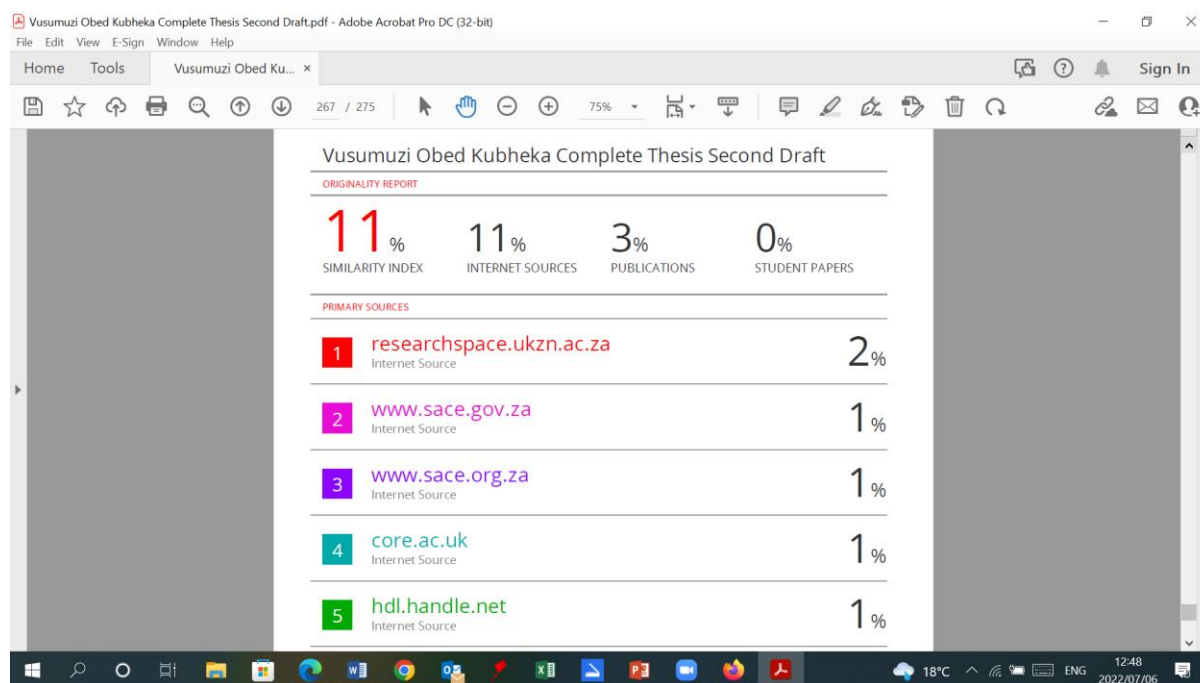 Vusumuzi Obed Kubheka Complete Thesis Second Draft.pdf - Adobe Acrobat Pro DC (32-bit)
File Edit View E-Sign Window Help
Home Tools Vusumuzi Obed Ku... × Sign In
267 / 275 75%
Vusumuzi Obed Kubheka Complete Thesis Second Draft
ORIGINALITY REPORT
11% 11% 3% 0%
SIMILARITY INDEX INTERNET SOURCES PUBLICATIONS STUDENT PAPERS
PRIMARY SOURCES
1 researchspace.ukzn.ac.za 2%
Internet Source
2 www.sace.gov.za 1%
Internet Source
3 www.sace.org.za 1%
Internet Source
4 core.ac.uk 1%
Internet Source
5 hdl.handle.net 1%
Internet Source
18°C ENG 12:48
2022/07/06